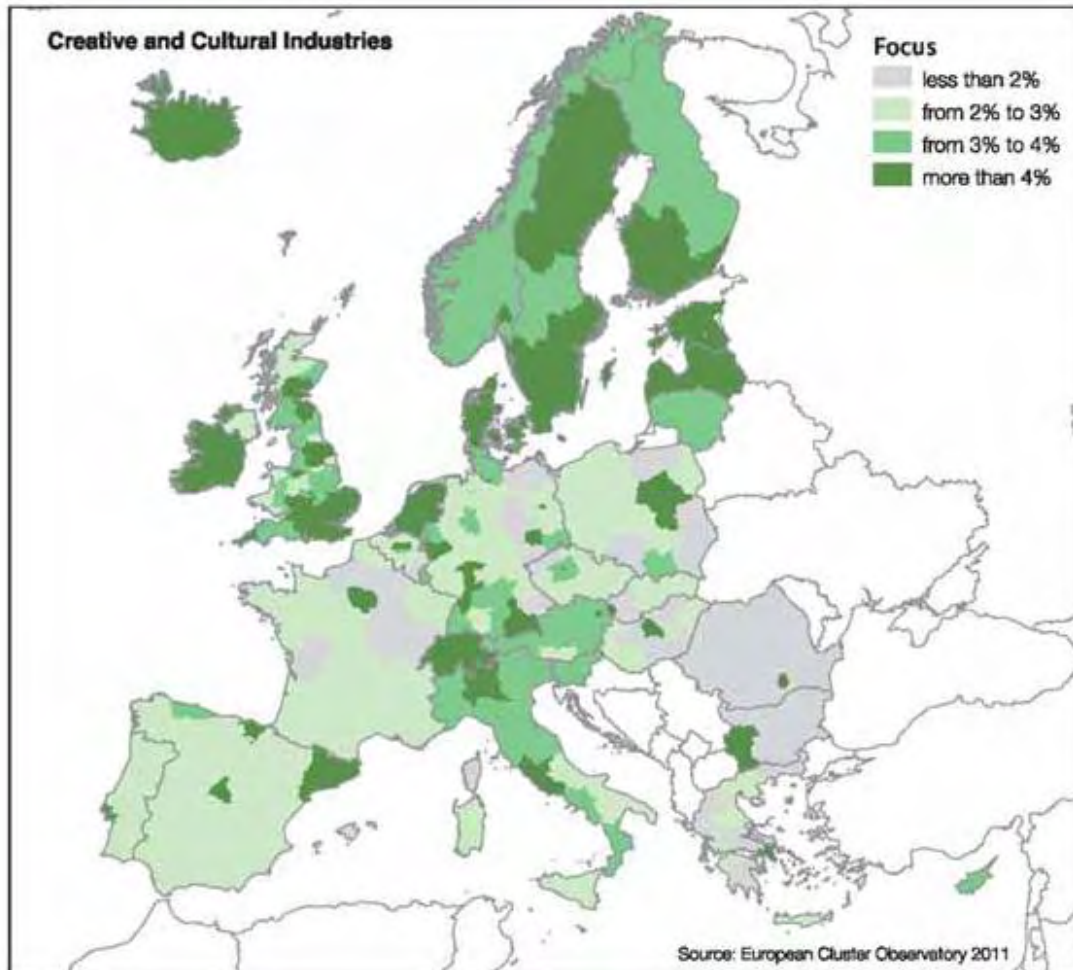 Creative and Cultural Industries
Focus
less than 2%
from 2% to 3%
from 3% to 4%
more than 4%
Source: European Cluster Observatory 2011